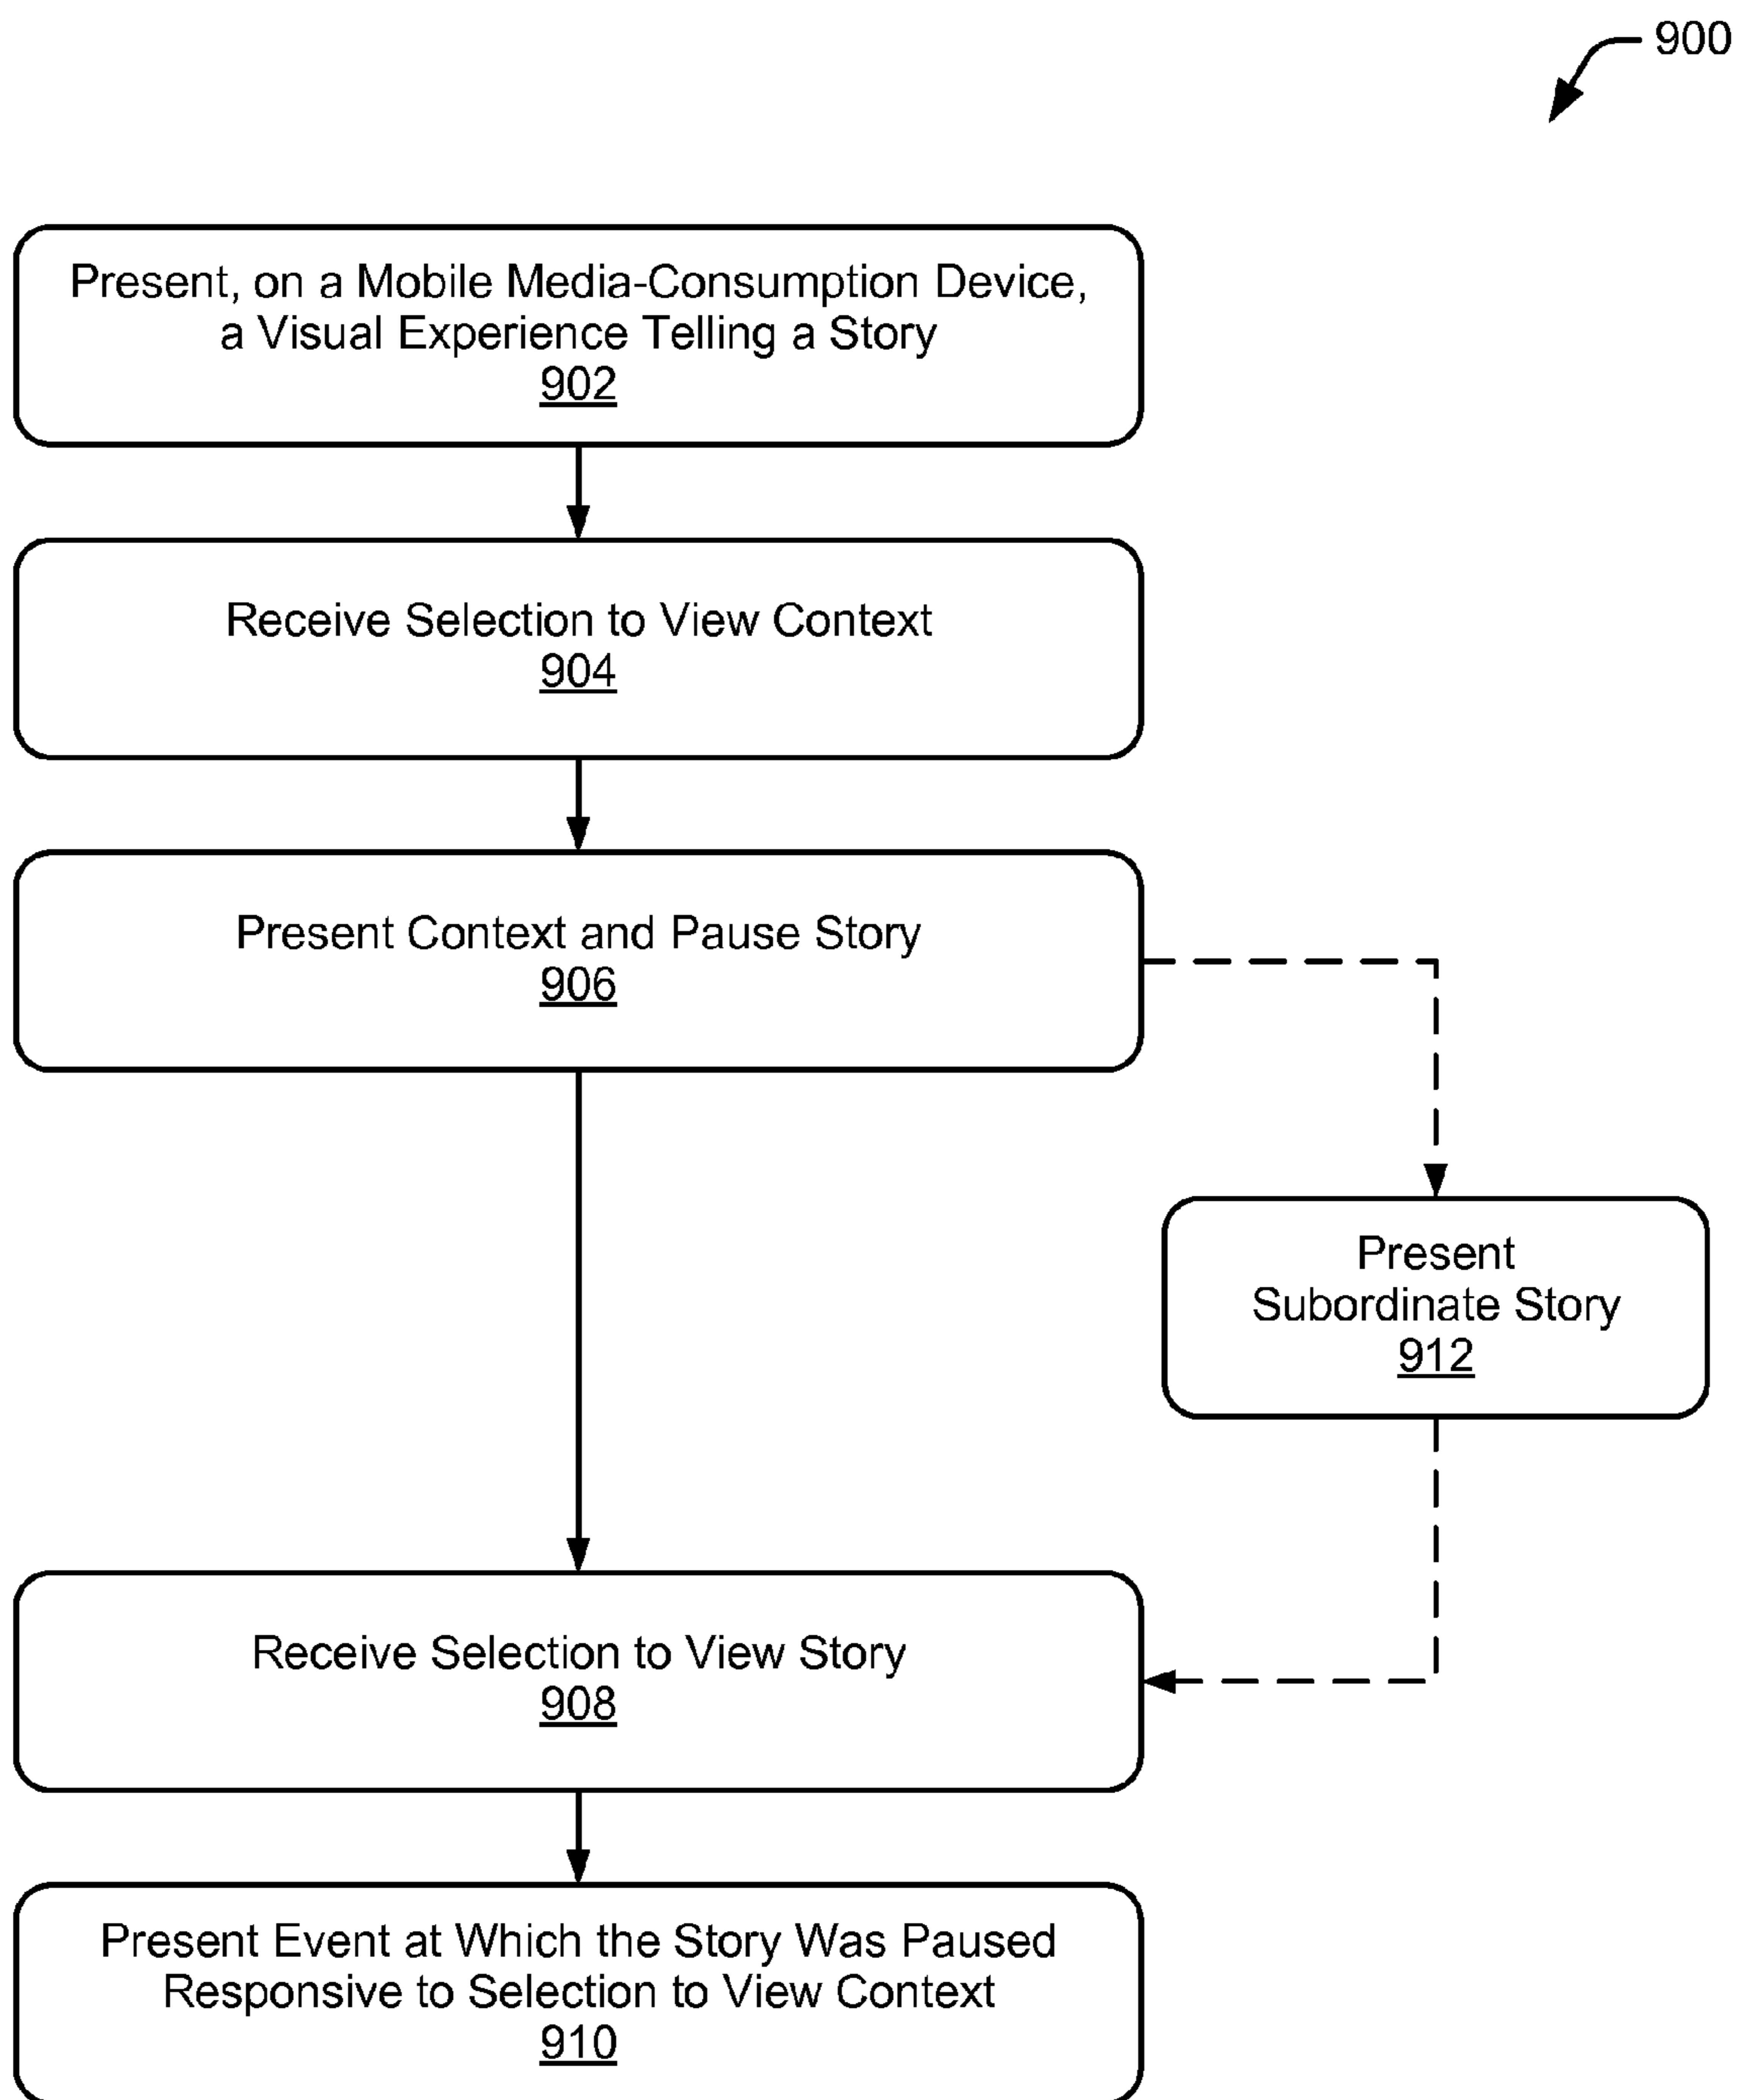 900
Present, on a Mobile Media-Consumption Device,
a Visual Experience Telling a Story
902
Receive Selection to View Context
904
Present Context and Pause Story
906
Present
Subordinate Story
912
Receive Selection to View Story
908
Present Event at Which the Story Was Paused
Responsive to Selection to View Context
910